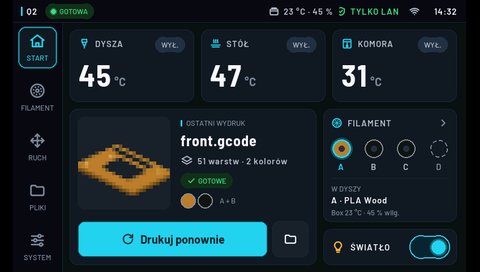 02 GOTOWA 23 °C · 45 % TYLKO LAN 14:32
START
FILAMENT
RUCH
PLIKI
SYSTEM
DYSZA WYŁ.
45 °C
STÓŁ WYŁ.
47 °C
KOMORA WYŁ.
31 °C
OSTATNI WYDRUK
front.gcode
51 warstw · 2 kolorów
GOTOWE
A + B
Drukuj ponownie
FILAMENT
A B C D
W DYSZY
A · PLA Wood
Box 23 °C · 45 % wilg.
ŚWIATŁO